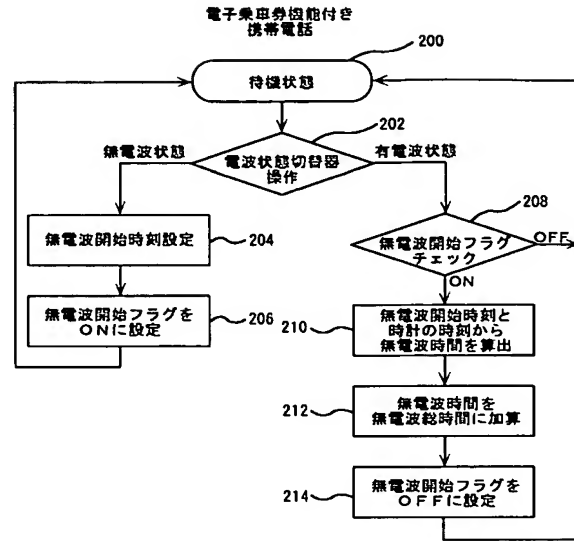 電子乗車券機能付き
携帯電話
200
待機状態
202
無電波状態
電波状態切替器
操作
有電波状態
208
無電波開始時刻設定
204
無電波開始フラグ
チェック
OFF
ON
無電波開始フラグを
ONに設定
206
210
無電波開始時刻と
時計の時刻から
無電波時間を算出
212
無電波時間を
無電波総時間に加算
214
無電波開始フラグを
OFFに設定